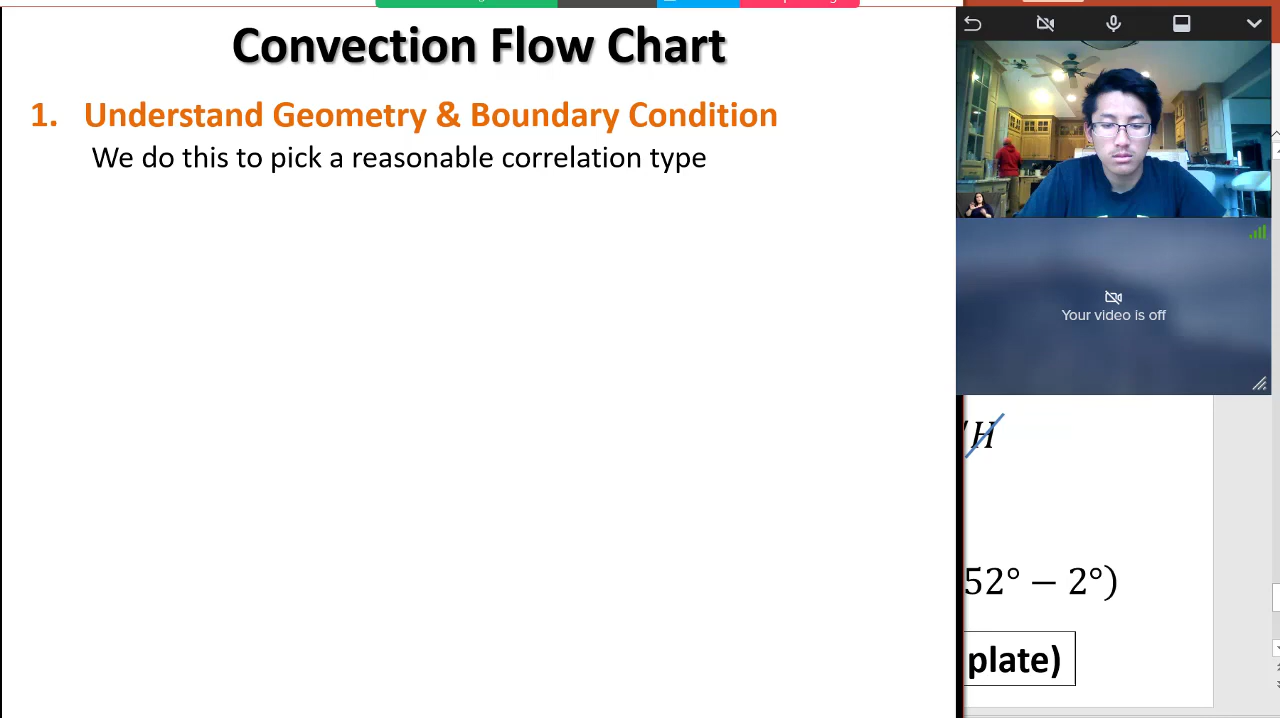 Convection Flow Chart
1. Understand Geometry & Boundary Condition
We do this to pick a reasonable correlation type
Your video is off
H
52° − 2°)
plate)